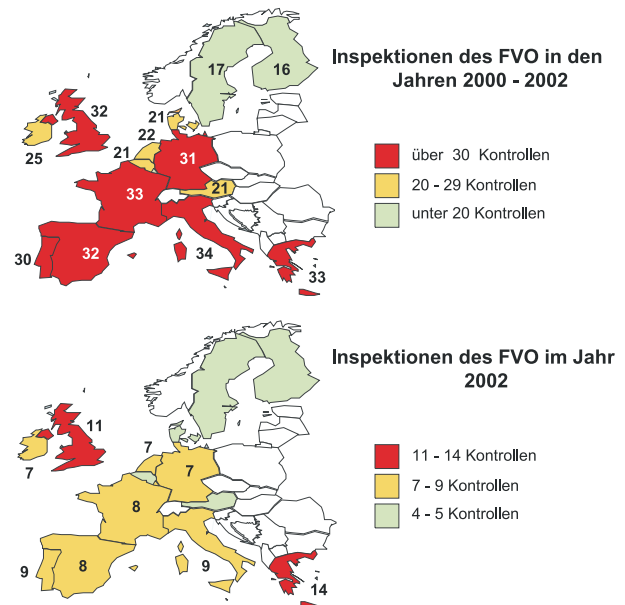 Inspektionen des FVO in den
Jahren 2000 - 2002
17
16
32
21
22
25
21
31
33
21
30
32
34
33
über 30 Kontrollen
20 - 29 Kontrollen
unter 20 Kontrollen
Inspektionen des FVO im Jahr
2002
11
7
7
7
8
9
8
9
14
11 - 14 Kontrollen
7 - 9 Kontrollen
4 - 5 Kontrollen